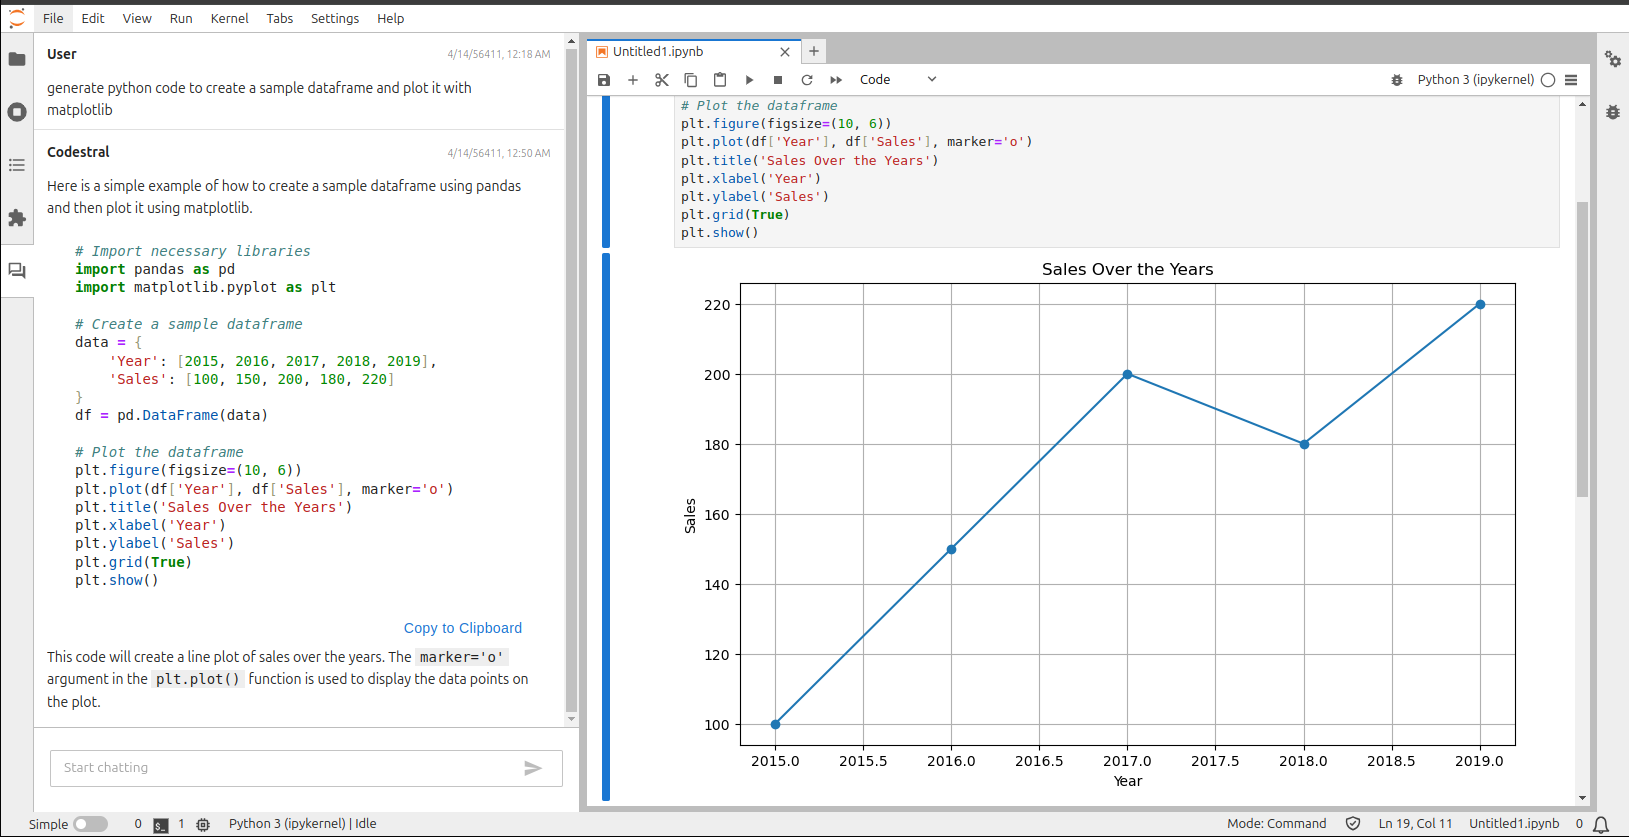 File Edit View Run Kernel Tabs Settings Help
User 4/14/56411, 12:18 AM
generate python code to create a sample dataframe and plot it with
matplotlib
Codestral 4/14/56411, 12:50 AM
Here is a simple example of how to create a sample dataframe using pandas
and then plot it using matplotlib.
# Import necessary libraries
import pandas as pd
import matplotlib.pyplot as plt
# Create a sample dataframe
data = {
    'Year': [2015, 2016, 2017, 2018, 2019],
    'Sales': [100, 150, 200, 180, 220]
}
df = pd.DataFrame(data)
# Plot the dataframe
plt.figure(figsize=(10, 6))
plt.plot(df['Year'], df['Sales'], marker='o')
plt.title('Sales Over the Years')
plt.xlabel('Year')
plt.ylabel('Sales')
plt.grid(True)
plt.show()
Copy to Clipboard
This code will create a line plot of sales over the years. The marker='o'
argument in the plt.plot() function is used to display the data points on
the plot.
Start chatting
Untitled1.ipynb
Code
Python 3 (ipykernel)
# Plot the dataframe
plt.figure(figsize=(10, 6))
plt.plot(df['Year'], df['Sales'], marker='o')
plt.title('Sales Over the Years')
plt.xlabel('Year')
plt.ylabel('Sales')
plt.grid(True)
plt.show()
Sales Over the Years
220
200
180
160
140
120
100
Sales
2015.0 2015.5 2016.0 2016.5 2017.0 2017.5 2018.0 2018.5 2019.0
Year
Simple 0 $_ 1 Python 3 (ipykernel) | Idle Mode: Command Ln 19, Col 11 Untitled1.ipynb 0